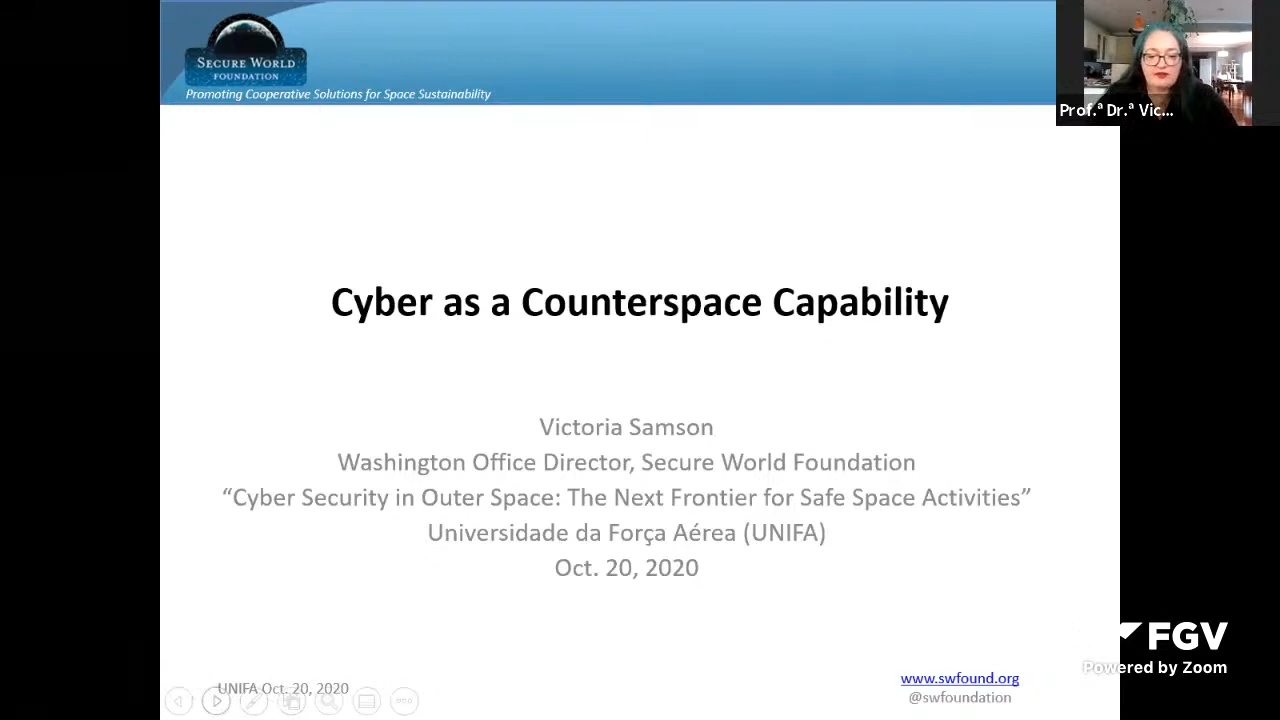 SECURE WORLD
FOUNDATION
Promoting Cooperative Solutions for Space Sustainability
Prof.ª Dr.ª Vic...
Cyber as a Counterspace Capability
Victoria Samson
Washington Office Director, Secure World Foundation
“Cyber Security in Outer Space: The Next Frontier for Safe Space Activities”
Universidade da Força Aérea (UNIFA)
Oct. 20, 2020
FGV
Powered by Zoom
UNIFA Oct. 20, 2020
www.swfound.org
@swfoundation